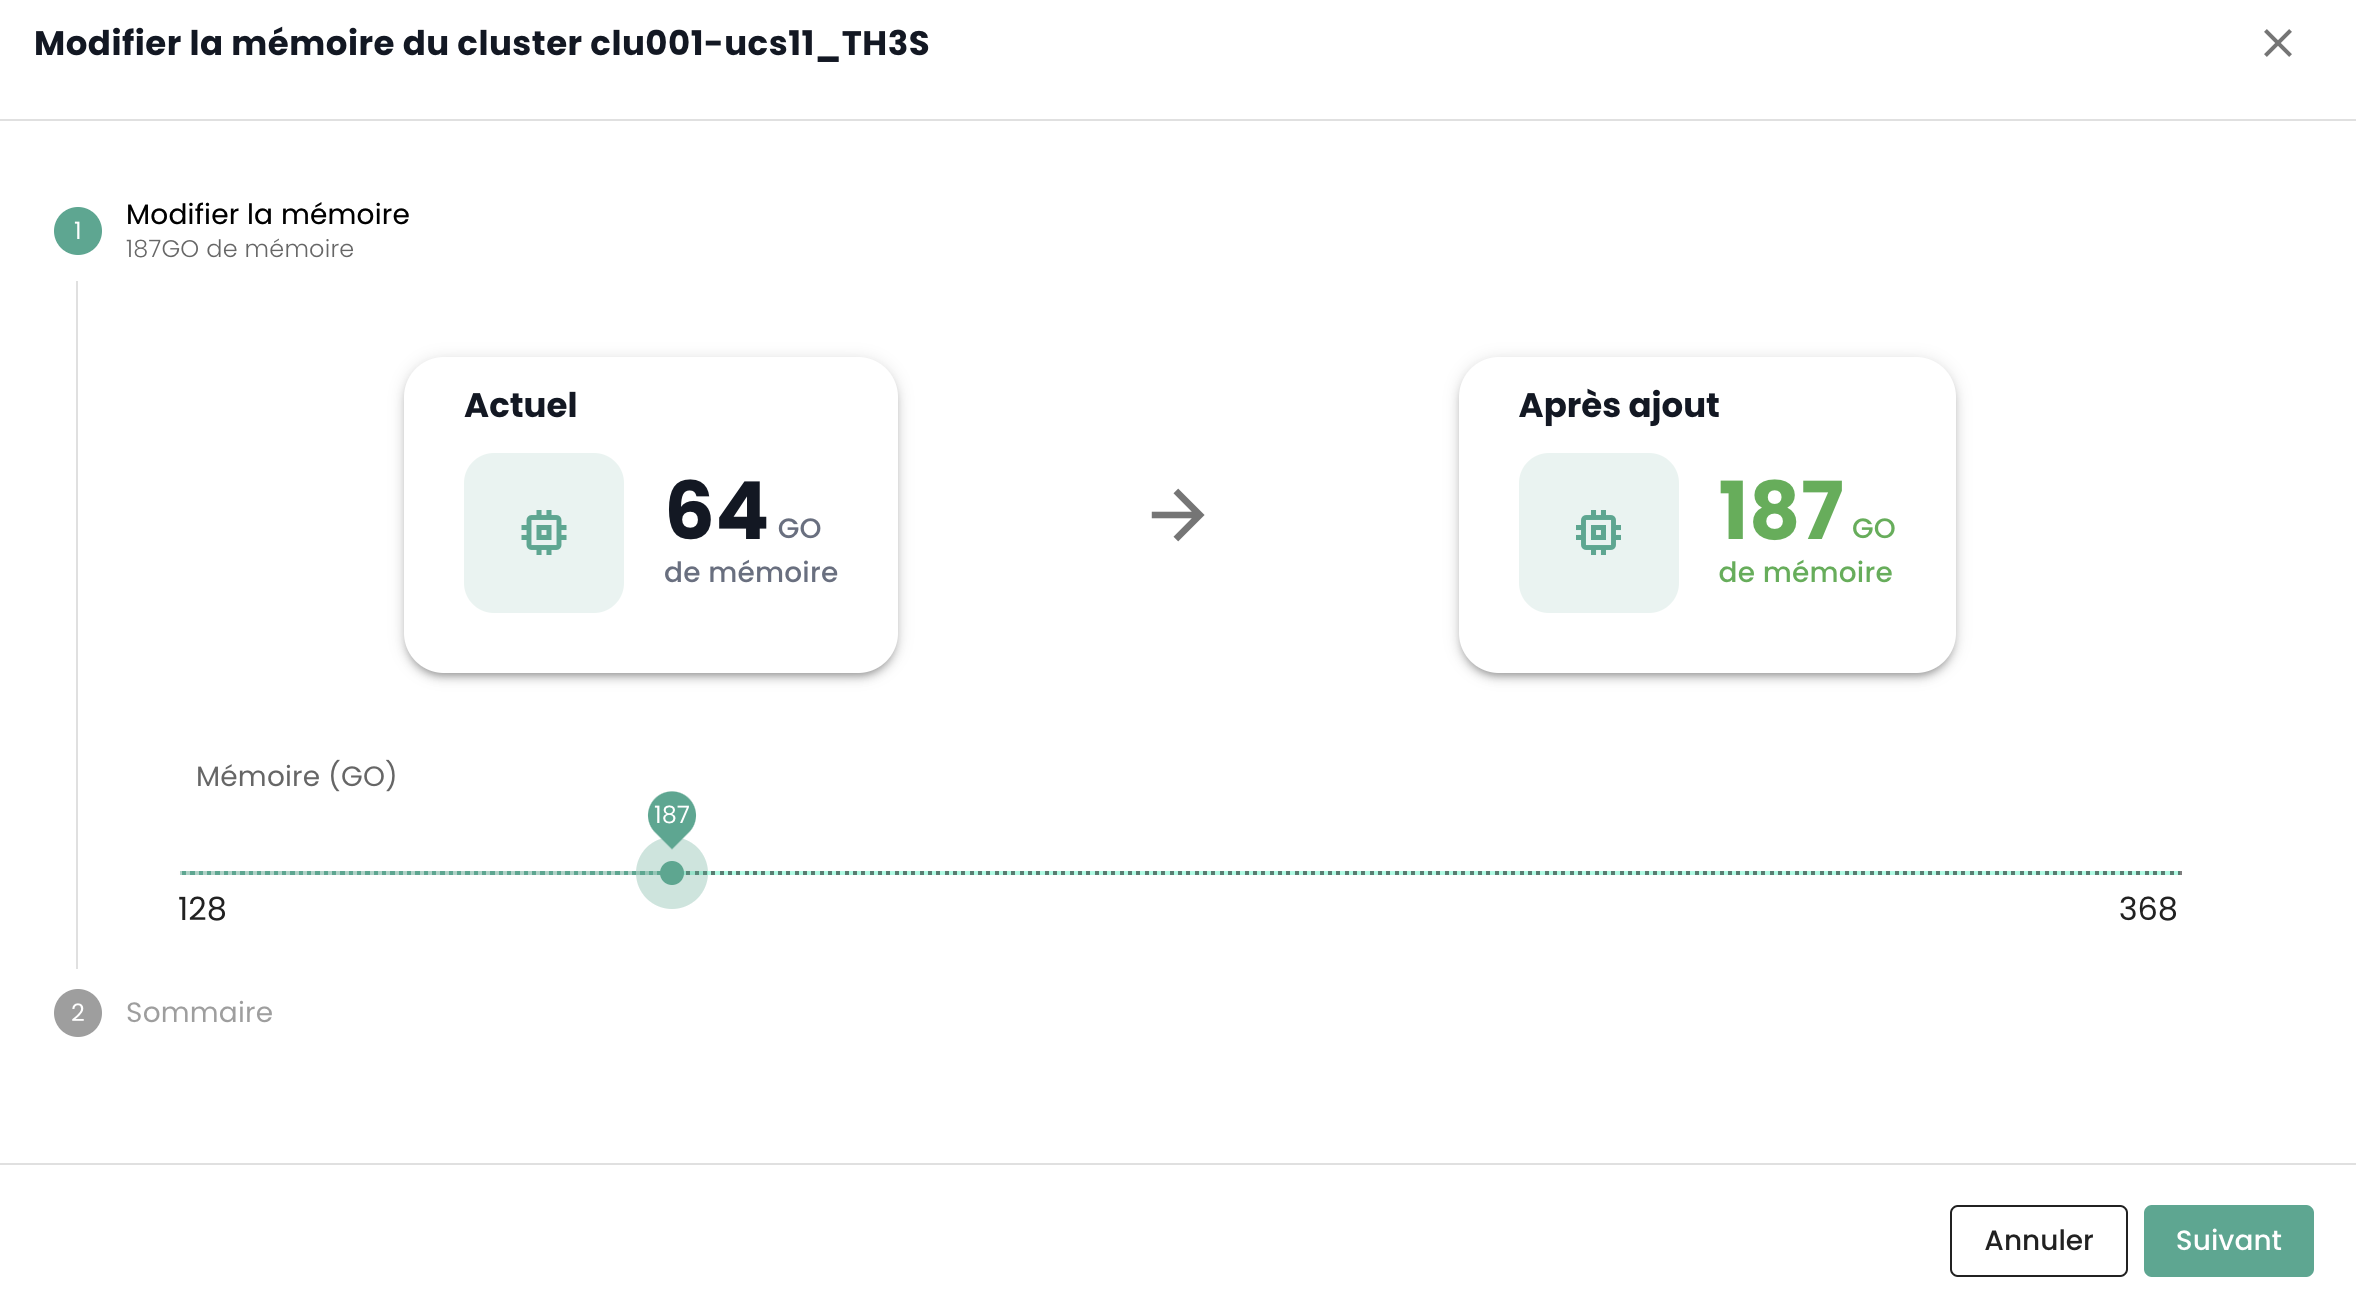 Modifier la mémoire du cluster clu001-ucs11_TH3S
1
Modifier la mémoire
187GO de mémoire
Actuel
64 GO
de mémoire
Après ajout
187 GO
de mémoire
Mémoire (GO)
187
128
368
2
Sommaire
Annuler
Suivant